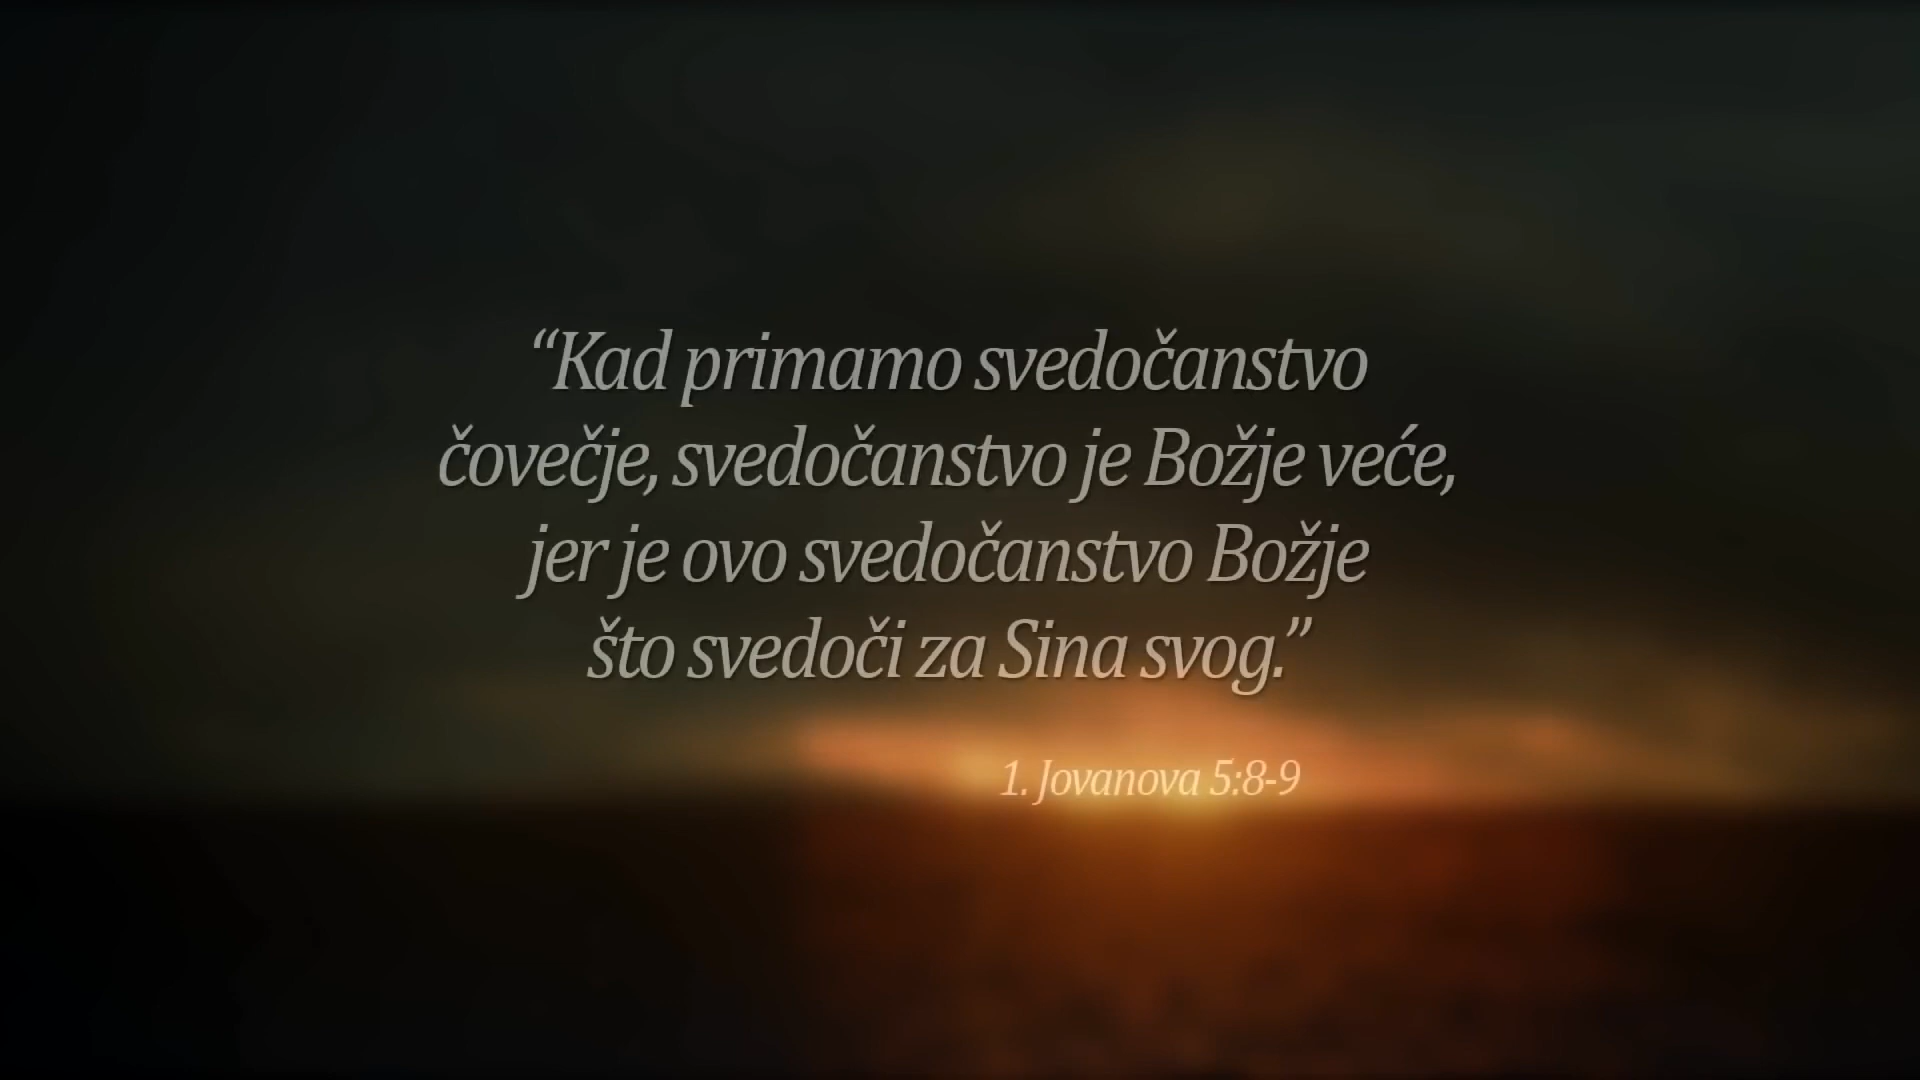 “Kad primamo svedočanstvo
čovečje, svedočanstvo je Božje veće,
jer je ovo svedočanstvo Božje
što svedoči za Sina svog.”
1. Jovanova 5:8-9